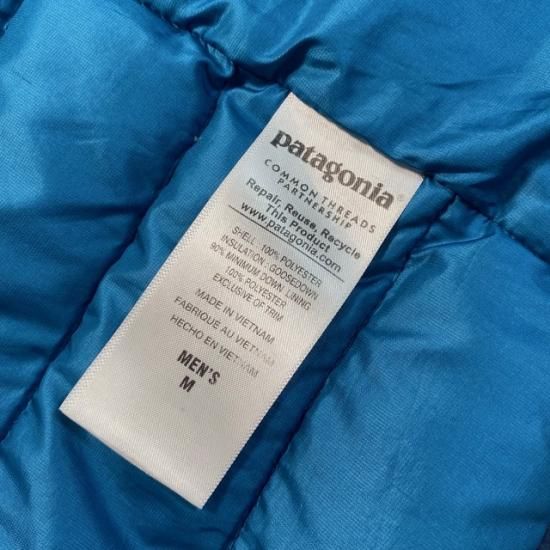 patagonia®
COMMON THREADS
PARTNERSHIP
Repair, Reuse, Recycle
This Product
www.patagonia.com
SHELL: 100% POLYESTER
INSULATION: GOOSEDOWN
90% MINIMUM DOWN LINING
100% POLYESTER
EXCLUSIVE OF TRIM
MADE IN VIETNAM
FABRIQUE AU VIETNAM
HECHO EN VIETNAM
MEN'S
M